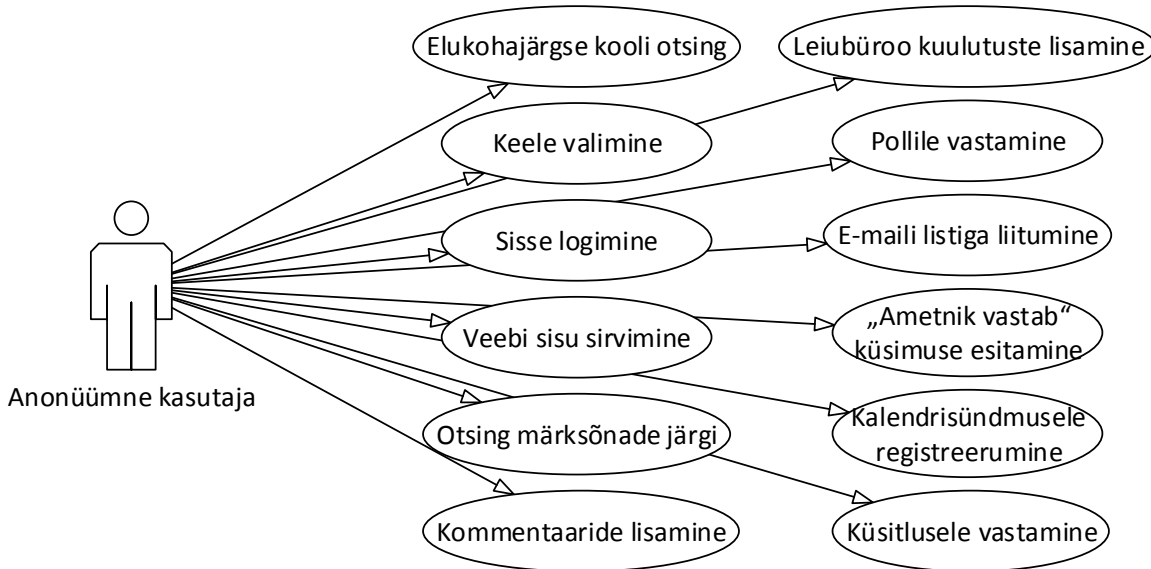 Elukohajärgse kooli otsing
Leiubüroo kuulutuste lisamine
Keele valimine
Pollile vastamine
Sisse logimine
E-maili listiga liitumine
Veebi sisu sirvimine
„Ametnik vastab“
küsimuse esitamine
Anonüümne kasutaja
Otsing märksõnade järgi
Kalendrisündmusele
registreerumine
Kommentaaride lisamine
Küsitlusele vastamine